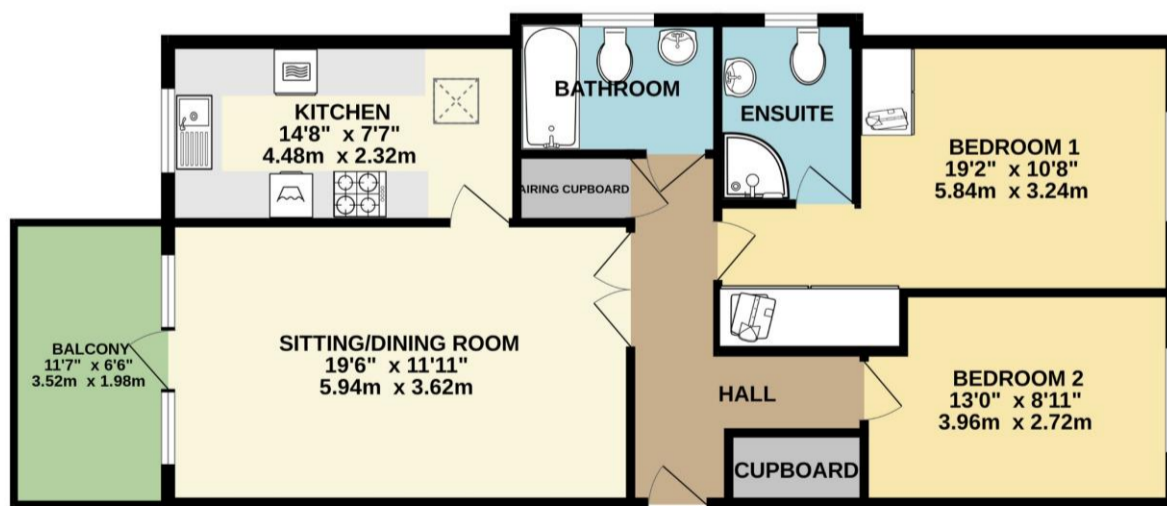 KITCHEN
14'8" x 7'7"
4.48m x 2.32m
BATHROOM
ENSUITE
BEDROOM 1
19'2" x 10'8"
5.84m x 3.24m
AIRING CUPBOARD
BALCONY
11'7" x 6'6"
3.52m x 1.98m
SITTING/DINING ROOM
19'6" x 11'11"
5.94m x 3.62m
HALL
BEDROOM 2
13'0" x 8'11"
3.96m x 2.72m
CUPBOARD